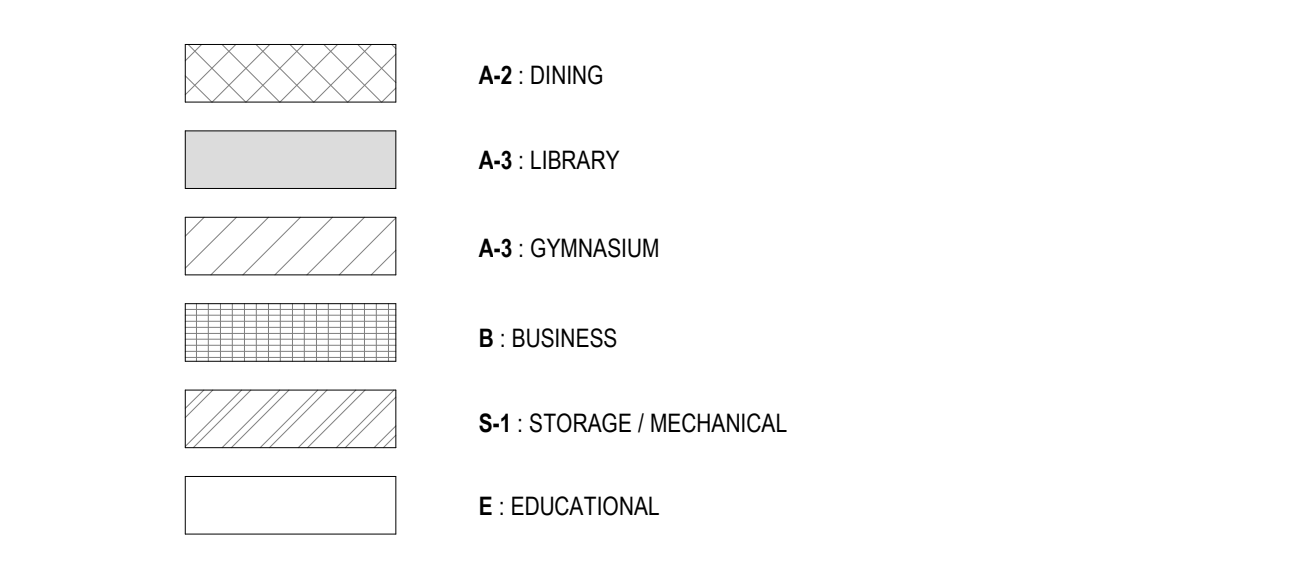 A-2 : DINING
A-3 : LIBRARY
A-3 : GYMNASIUM
B : BUSINESS
S-1 : STORAGE / MECHANICAL
E : EDUCATIONAL